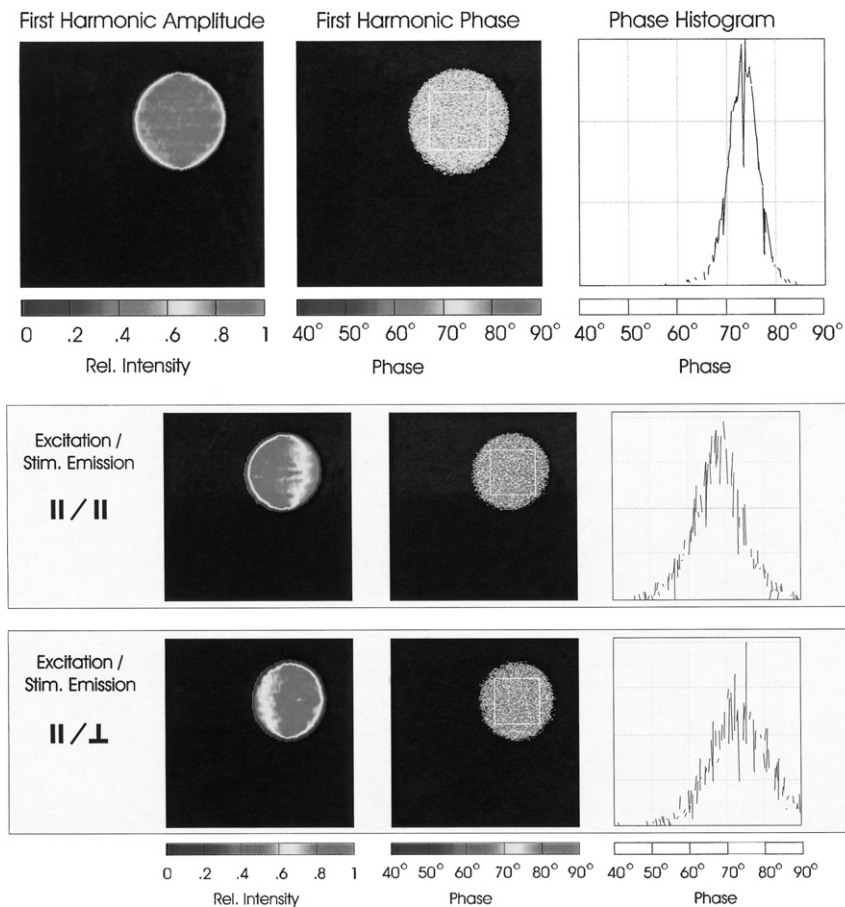 First Harmonic Amplitude
First Harmonic Phase
Phase Histogram
0 .2 .4 .6 .8 1
40° 50° 60° 70° 80° 90°
40° 50° 60° 70° 80° 90°
Rel. Intensity
Phase
Phase
Excitation /
Stim. Emission
II / II
Excitation /
Stim. Emission
II / ⊥
0 .2 .4 .6 .8 1
40° 50° 60° 70° 80° 90°
40° 50° 60° 70° 80° 90°
Rel. Intensity
Phase
Phase